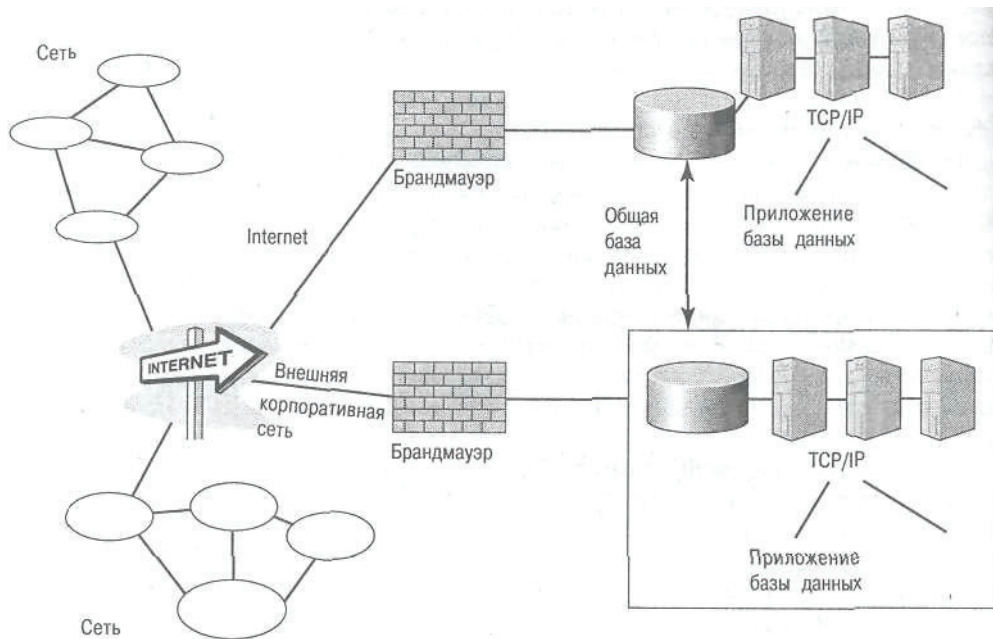 Сеть
TCP/IP
Брандмауэр
Общая
база
данных
Приложение
базы данных
Internet
INTERNET
Внешняя
корпоративная
сеть
Брандмауэр
TCP/IP
Приложение
базы данных
Сеть